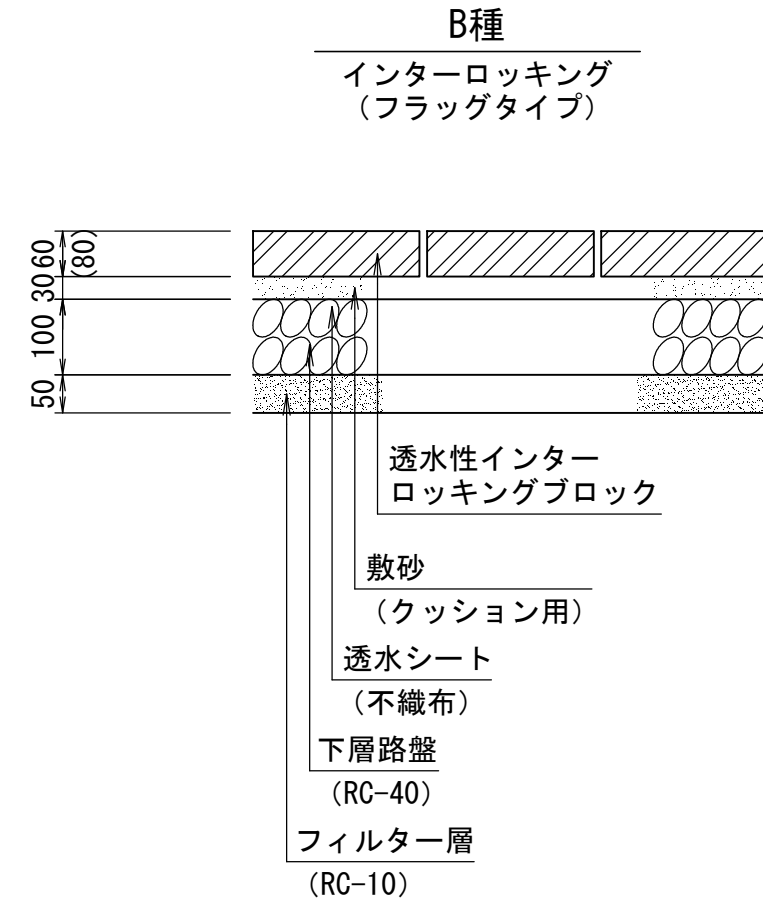 B種
インターロッキング
（フラッグタイプ）
60
(80)
30
100
50
透水性インター
ロッキングブロック
敷砂
（クッション用）
透水シート
（不織布）
下層路盤
（RC-40）
フィルター層
（RC-10）